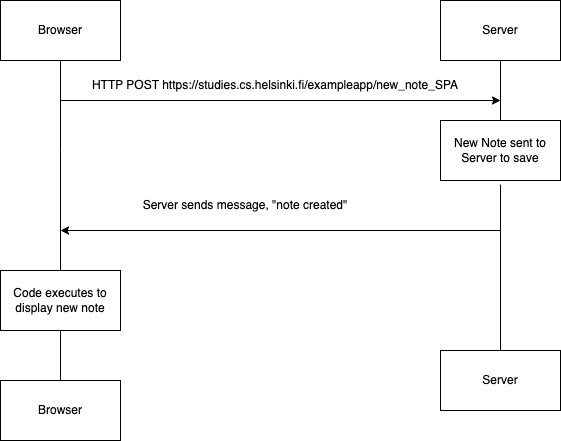 Browser
Server
HTTP POST https://studies.cs.helsinki.fi/exampleapp/new_note_SPA
New Note sent to
Server to save
Server sends message, "note created"
Code executes to
display new note
Server
Browser